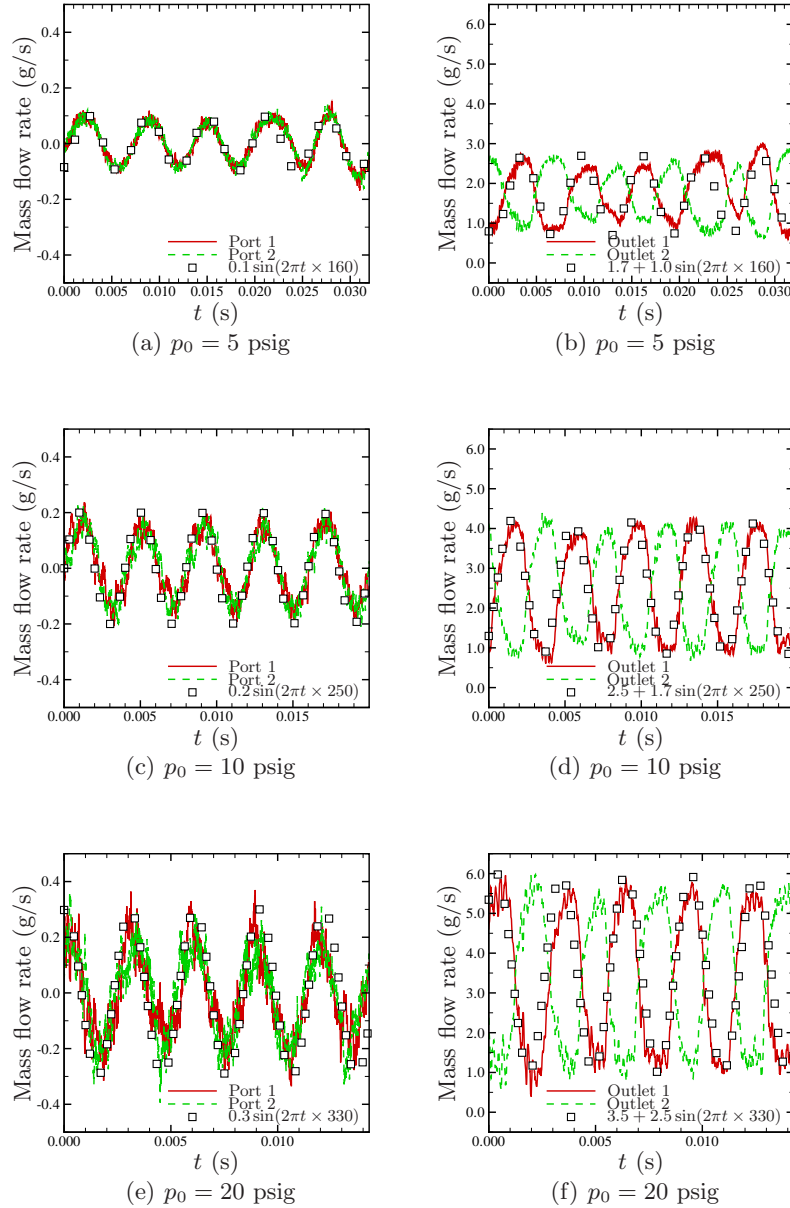 Mass flow rate (g/s)
0.4
0.2
0.0
-0.2
-0.4
Port 1
Port 2
0.1 sin(2πt × 160)
0.000 0.005 0.010 0.015 0.020 0.025 0.030
t (s)
(a) p₀ = 5 psig
Mass flow rate (g/s)
6.0
5.0
4.0
3.0
2.0
1.0
0.0
Outlet 1
Outlet 2
1.7 + 1.0 sin(2πt × 160)
0.000 0.005 0.010 0.015 0.020 0.025 0.030
t (s)
(b) p₀ = 5 psig
Mass flow rate (g/s)
0.4
0.2
0.0
-0.2
-0.4
Port 1
Port 2
0.2 sin(2πt × 250)
0.000 0.005 0.010 0.015
t (s)
(c) p₀ = 10 psig
Mass flow rate (g/s)
6.0
5.0
4.0
3.0
2.0
1.0
0.0
Outlet 1
Outlet 2
2.5 + 1.7 sin(2πt × 250)
0.000 0.005 0.010 0.015
t (s)
(d) p₀ = 10 psig
Mass flow rate (g/s)
0.4
0.2
0.0
-0.2
-0.4
Port 1
Port 2
0.3 sin(2πt × 330)
0.000 0.005 0.010
t (s)
(e) p₀ = 20 psig
Mass flow rate (g/s)
6.0
5.0
4.0
3.0
2.0
1.0
0.0
Outlet 1
Outlet 2
3.5 + 2.5 sin(2πt × 330)
0.000 0.005 0.010
t (s)
(f) p₀ = 20 psig